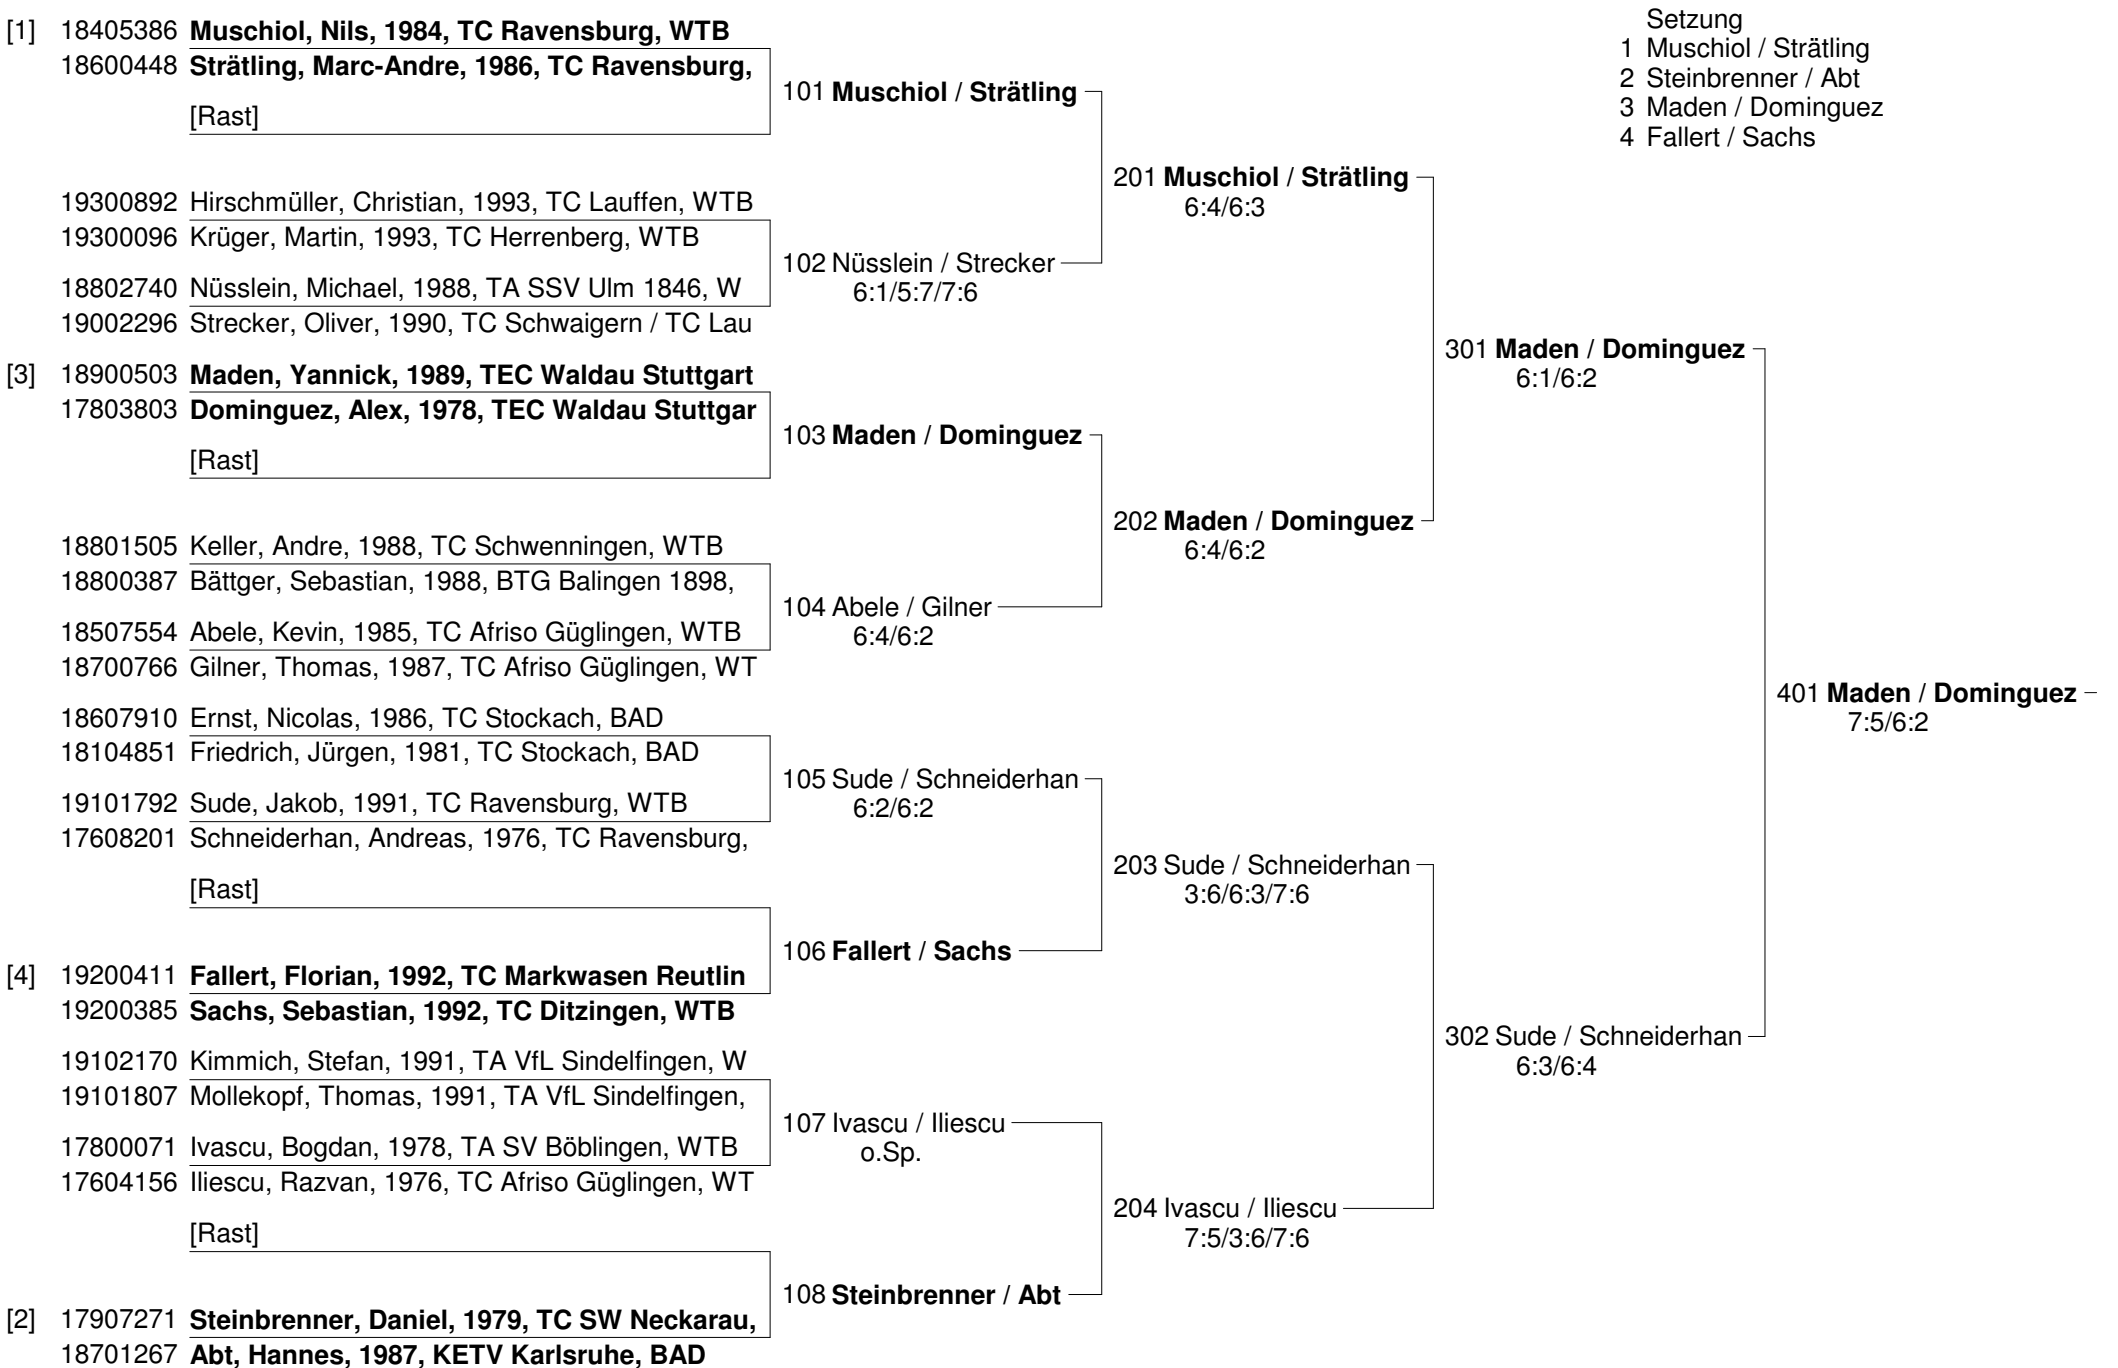 [1] 18405386 Muschiol, Nils, 1984, TC Ravensburg, WTB
18600448 Strätling, Marc-Andre, 1986, TC Ravensburg,
[Rast]
19300892 Hirschmüller, Christian, 1993, TC Lauffen, WTB
19300096 Krüger, Martin, 1993, TC Herrenberg, WTB
18802740 Nüsslein, Michael, 1988, TA SSV Ulm 1846, W
19002296 Strecker, Oliver, 1990, TC Schwaigern / TC Lau
[3] 18900503 Maden, Yannick, 1989, TEC Waldau Stuttgart
17803803 Dominguez, Alex, 1978, TEC Waldau Stuttgar
[Rast]
18801505 Keller, Andre, 1988, TC Schwenningen, WTB
18800387 Bättger, Sebastian, 1988, BTG Balingen 1898,
18507554 Abele, Kevin, 1985, TC Afriso Güglingen, WTB
18700766 Gilner, Thomas, 1987, TC Afriso Güglingen, WT
18607910 Ernst, Nicolas, 1986, TC Stockach, BAD
18104851 Friedrich, Jürgen, 1981, TC Stockach, BAD
19101792 Sude, Jakob, 1991, TC Ravensburg, WTB
17608201 Schneiderhan, Andreas, 1976, TC Ravensburg,
[Rast]
[4] 19200411 Fallert, Florian, 1992, TC Markwasen Reutlin
19200385 Sachs, Sebastian, 1992, TC Ditzingen, WTB
19102170 Kimmich, Stefan, 1991, TA VfL Sindelfingen, W
19101807 Mollekopf, Thomas, 1991, TA VfL Sindelfingen,
17800071 Ivascu, Bogdan, 1978, TA SV Böblingen, WTB
17604156 Iliescu, Razvan, 1976, TC Afriso Güglingen, WT
[Rast]
[2] 17907271 Steinbrenner, Daniel, 1979, TC SW Neckarau,
18701267 Abt, Hannes, 1987, KETV Karlsruhe, BAD
101 Muschiol / Strätling
102 Nüsslein / Strecker
6:1/5:7/7:6
103 Maden / Dominguez
104 Abele / Gilner
6:4/6:2
105 Sude / Schneiderhan
6:2/6:2
106 Fallert / Sachs
107 Ivascu / Iliescu
o.Sp.
108 Steinbrenner / Abt
201 Muschiol / Strätling
6:4/6:3
202 Maden / Dominguez
6:4/6:2
203 Sude / Schneiderhan
3:6/6:3/7:6
204 Ivascu / Iliescu
7:5/3:6/7:6
301 Maden / Dominguez
6:1/6:2
302 Sude / Schneiderhan
6:3/6:4
401 Maden / Dominguez
7:5/6:2
Setzung
1 Muschiol / Strätling
2 Steinbrenner / Abt
3 Maden / Dominguez
4 Fallert / Sachs